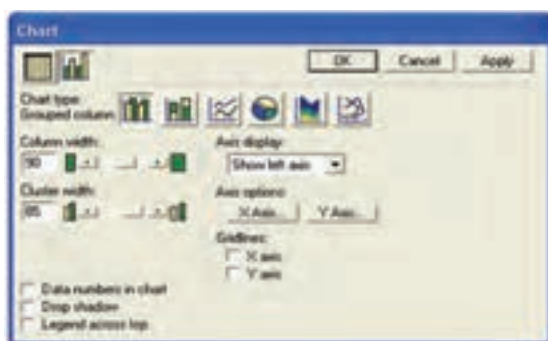 Chart
OK Cancel Apply
Chart type:
Grouped column
Column width:
90
Axis display:
Show left axis
Cluster width:
85
Axis options:
X Axis... Y Axis...
Gridlines:
X axis
Y axis
Data numbers in chart
Drop shadow
Legend across top